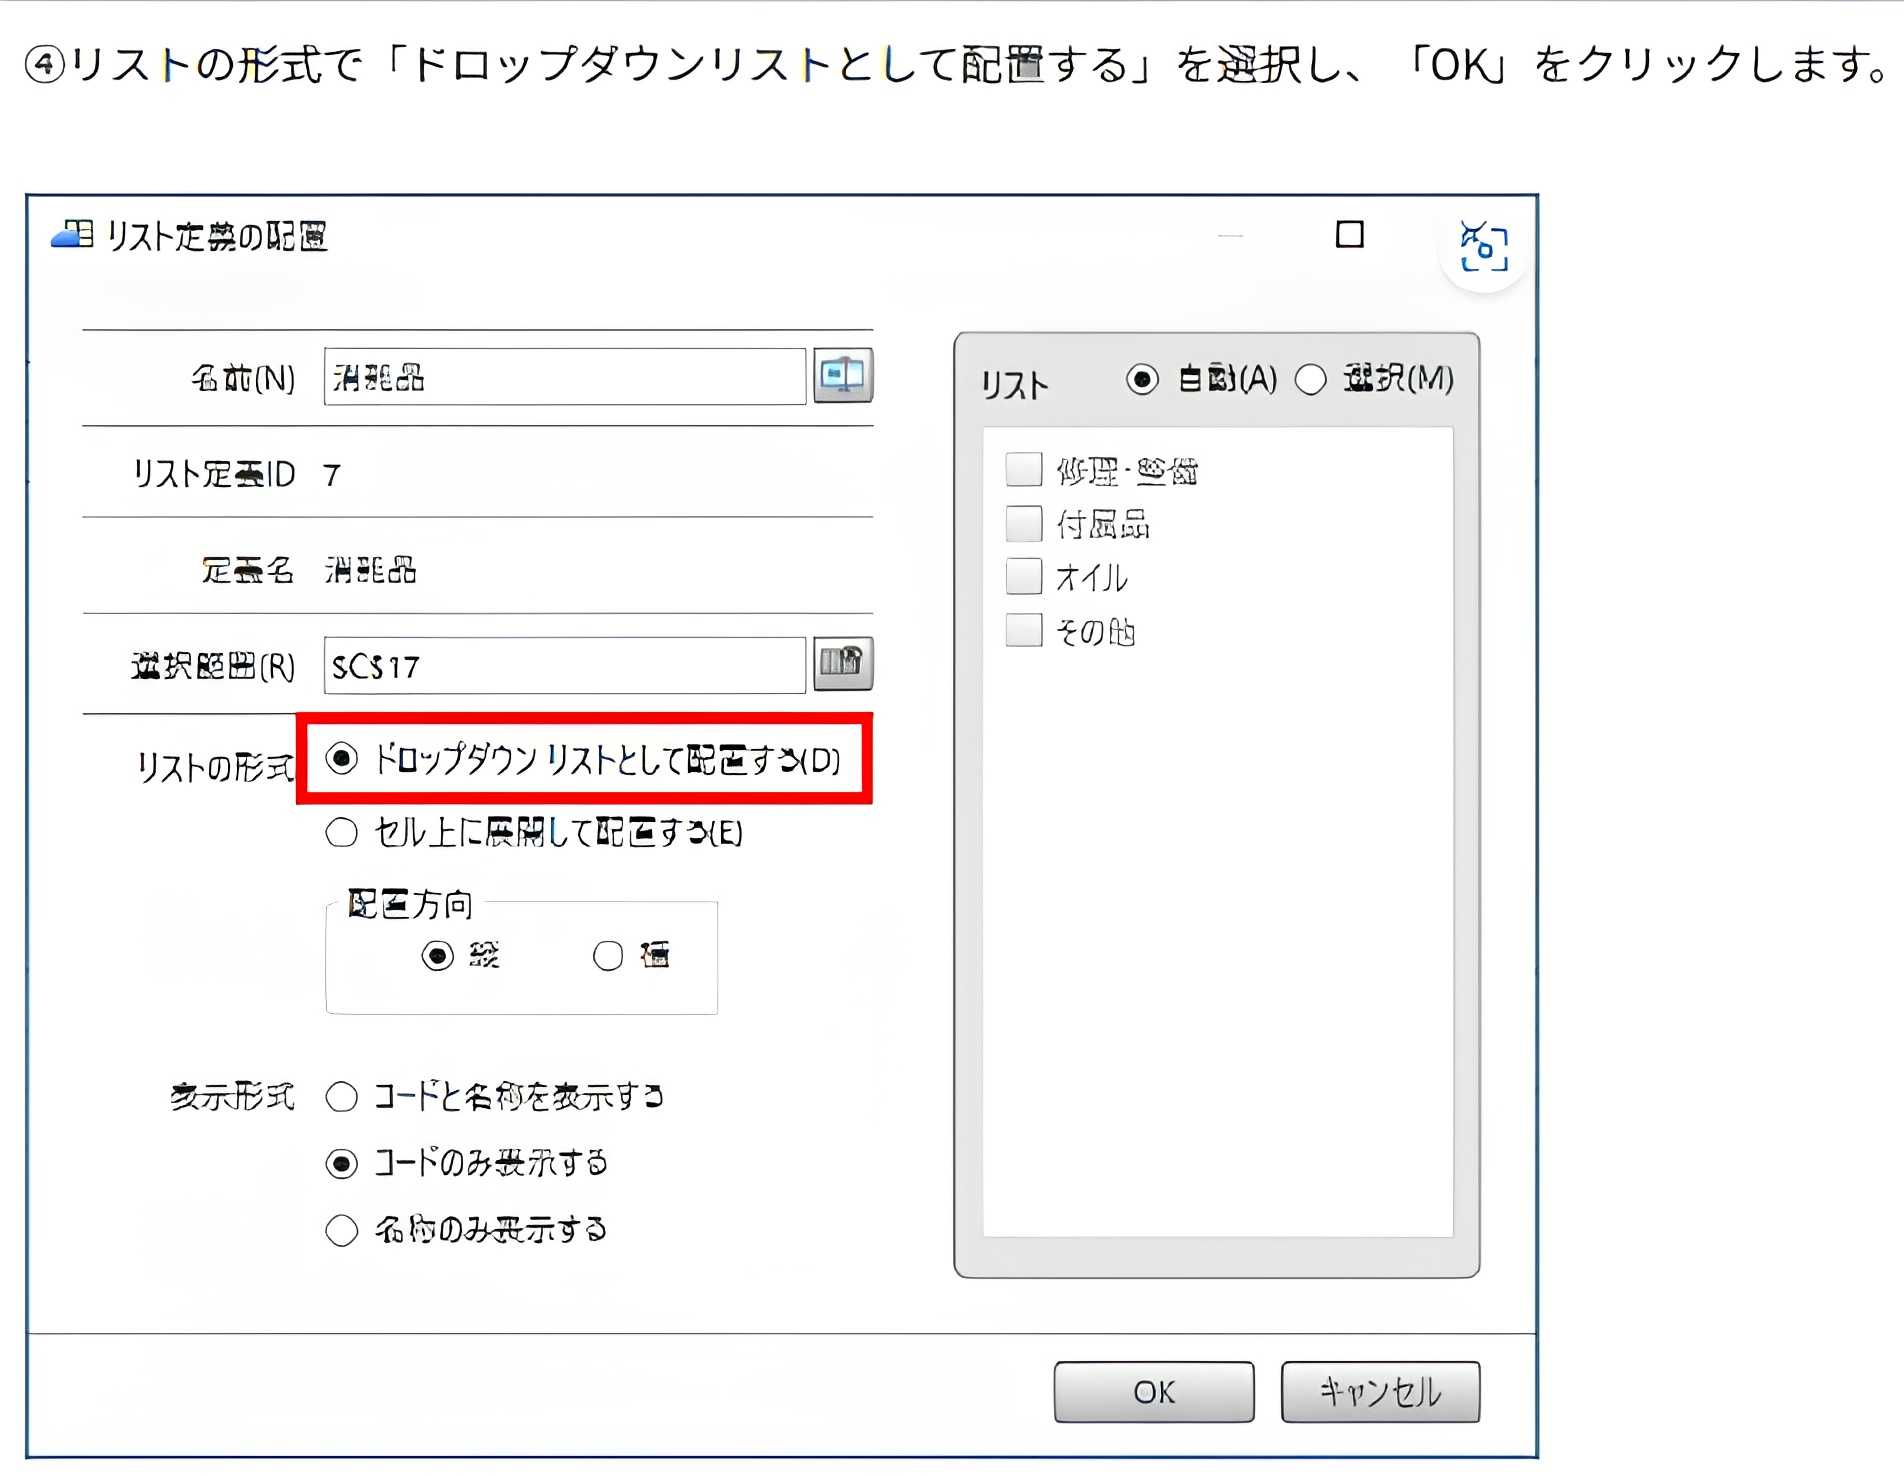 ④リストの形式で「ドロップダウンリストとして配置する」を選択し、「OK」をクリックします。
リスト定義の配置
名前(N) 消耗品
リスト定義ID 7
定義名 消耗品
選択範囲(R) $C$17
リストの形式 ドロップダウン リストとして配置する(D)
セル上に展開して配置する(E)
配置方向
縦 横
表示形式 コードと名称を表示する
コードのみ表示する
名称のみ表示する
リスト 自動(A) 選択(M)
修理・整備
付属品
オイル
その他
OK キャンセル